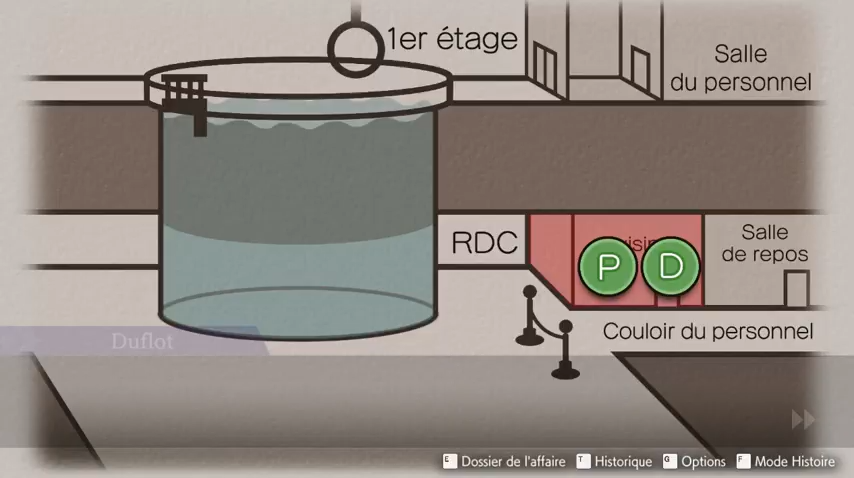 1er étage
Salle
du personnel
RDC
P
D
Salle
de repos
Couloir du personnel
Duflot
E Dossier de l'affaire T Historique G Options F Mode Histoire